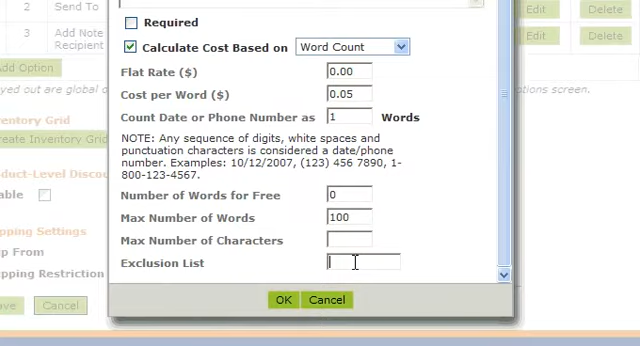 2 Send To
Edit Delete
Required
3 Add Note
Recipient
Edit Delete
Calculate Cost Based on Word Count
Add Option
Flat Rate ($) 0.00
Cost per Word ($) 0.05
Count Date or Phone Number as 1 Words
NOTE: Any sequence of digits, white spaces and
punctuation characters is considered a date/phone
number. Examples: 10/12/2007, (123) 456 7890, 1-
800-123-4567.
Number of Words for Free 0
Max Number of Words 100
Max Number of Characters
Exclusion List
OK Cancel
yed out are global o
ptions screen.
ventory Grid
reate Inventory Grid
oduct-Level Discou
able
pping Settings
ip From
pping Restriction
ve Cancel